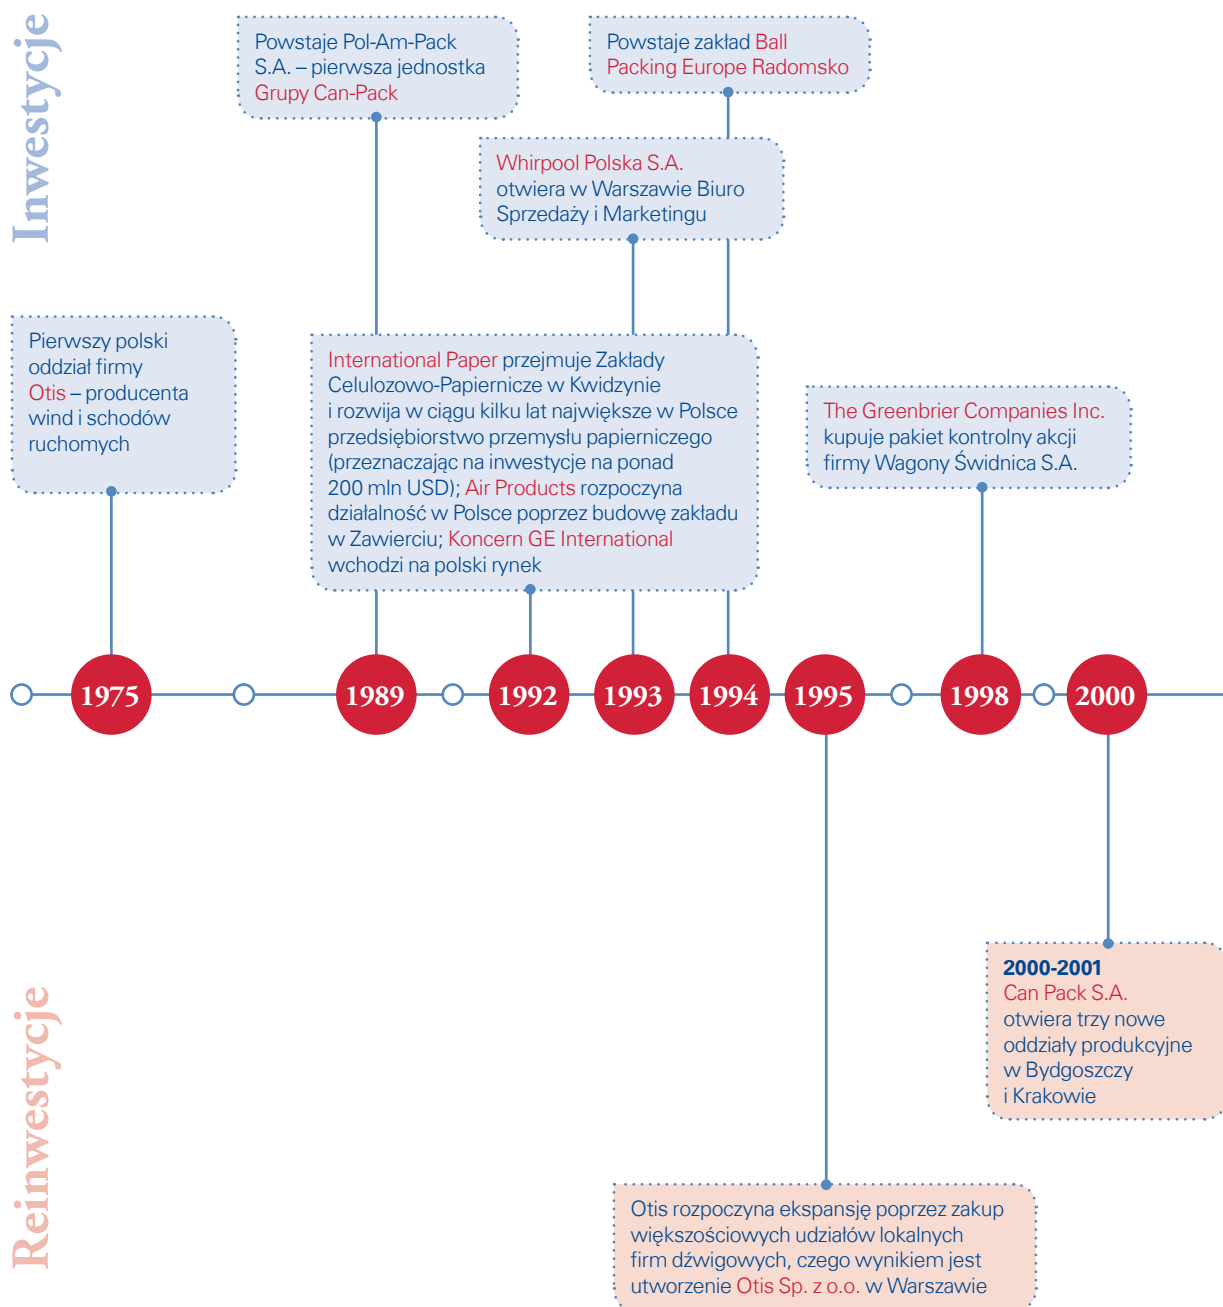 Inwestycje
Powstaje Pol-Am-Pack
S.A. – pierwsza jednostka
Grupy Can-Pack
Powstaje zakład Ball
Packing Europe Radomsko
Whirpool Polska S.A.
otwiera w Warszawie Biuro
Sprzedaży i Marketingu
Pierwszy polski
oddział firmy
Otis – producenta
wind i schodów
ruchomych
International Paper przejmuje Zakłady
Celulozowo-Papiernicze w Kwidzynie
i rozwija w ciągu kilku lat największe w Polsce
przedsiębiorstwo przemysłu papierniczego
(przeznaczając na inwestycje na ponad
200 mln USD); Air Products rozpoczyna
działalność w Polsce poprzez budowę zakładu
w Zawierciu; Koncern GE International
wchodzi na polski rynek
The Greenbrier Companies Inc.
kupuje pakiet kontrolny akcji
firmy Wagony Świdnica S.A.
1975
1989
1992
1993
1994
1995
1998
2000
Reinwestycje
2000-2001
Can Pack S.A.
otwiera trzy nowe
oddziały produkcyjne
w Bydgoszczy
i Krakowie
Otis rozpoczyna ekspansję poprzez zakup
większościowych udziałów lokalnych
firm dźwigowych, czego wynikiem jest
utworzenie Otis Sp. z o.o. w Warszawie